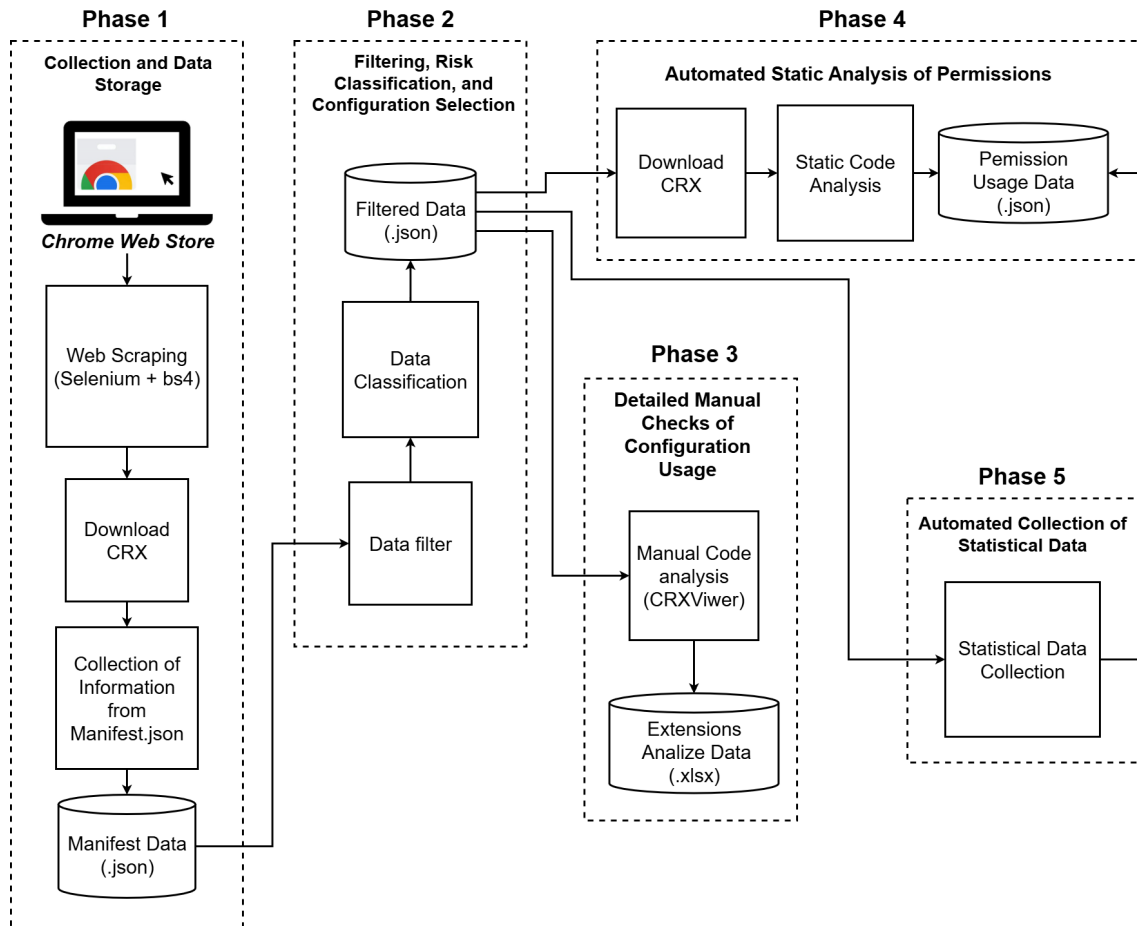 Phase 1
Collection and Data
Storage
Chrome Web Store
Web Scraping
(Selenium + bs4)
Download
CRX
Collection of
Information
from
Manifest.json
Manifest Data
(.json)
Phase 2
Filtering, Risk
Classification, and
Configuration Selection
Filtered Data
(.json)
Data
Classification
Data filter
Phase 4
Automated Static Analysis of Permissions
Download
CRX
Static Code
Analysis
Pemission
Usage Data
(.json)
Phase 3
Detailed Manual
Checks of
Configuration
Usage
Manual Code
analysis
(CRXViwer)
Extensions
Analize Data
(.xlsx)
Phase 5
Automated Collection of
Statistical Data
Statistical Data
Collection